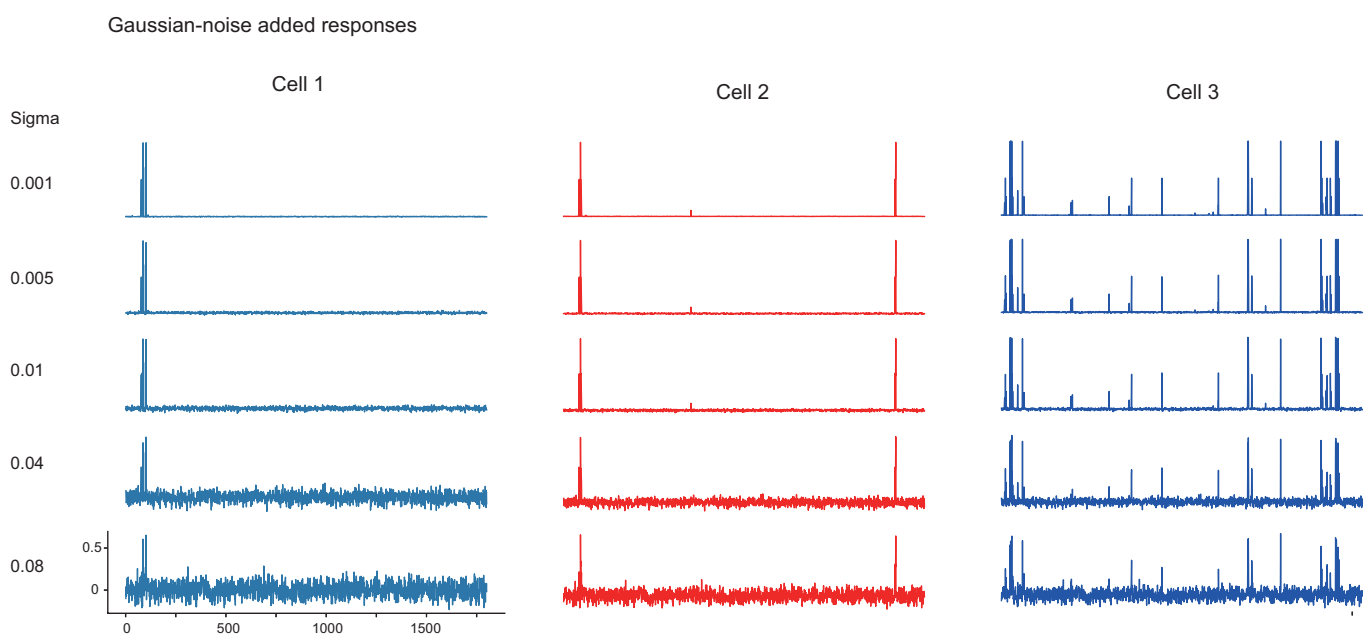 Gaussian-noise added responses
Cell 1
Cell 2
Cell 3
Sigma
0.001
0.005
0.01
0.04
0.08
0.5
0
0
500
1000
1500